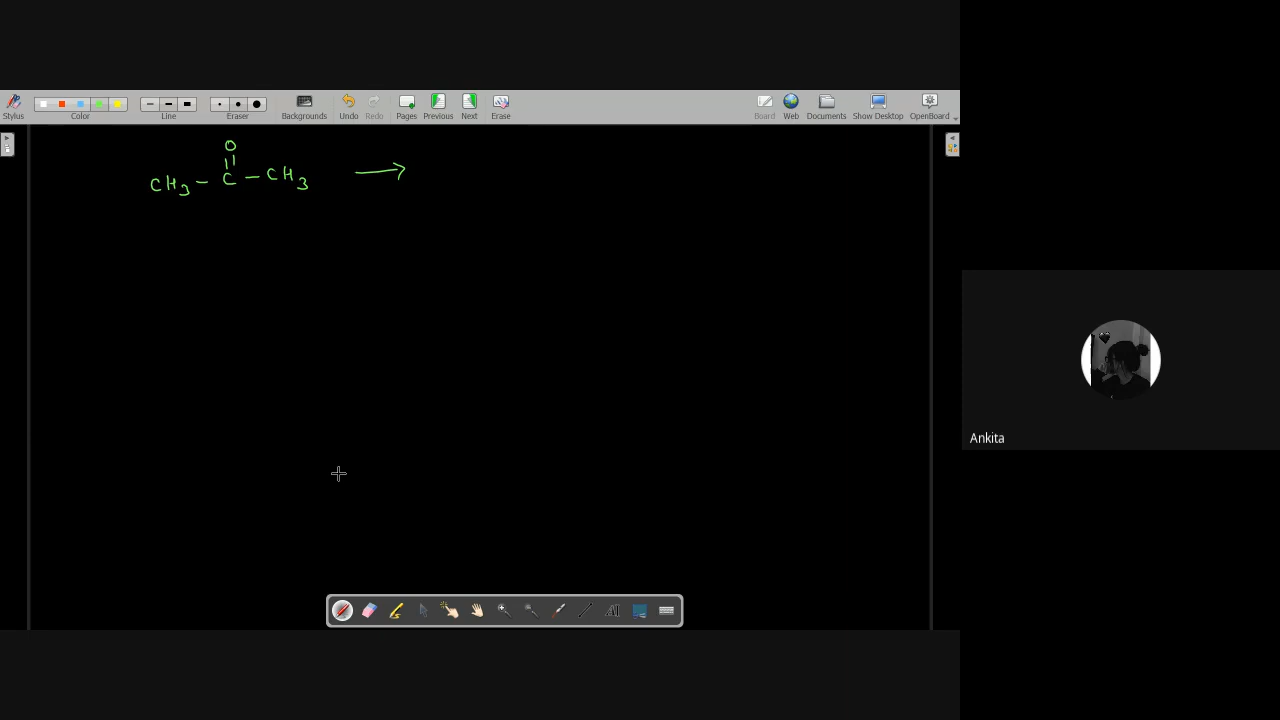 Stylus Color Line Eraser Backgrounds Undo Redo Pages Previous Next Erase Board Web Documents Show Desktop OpenBoard
O
||
CH3 – C – CH3 →
Ankita